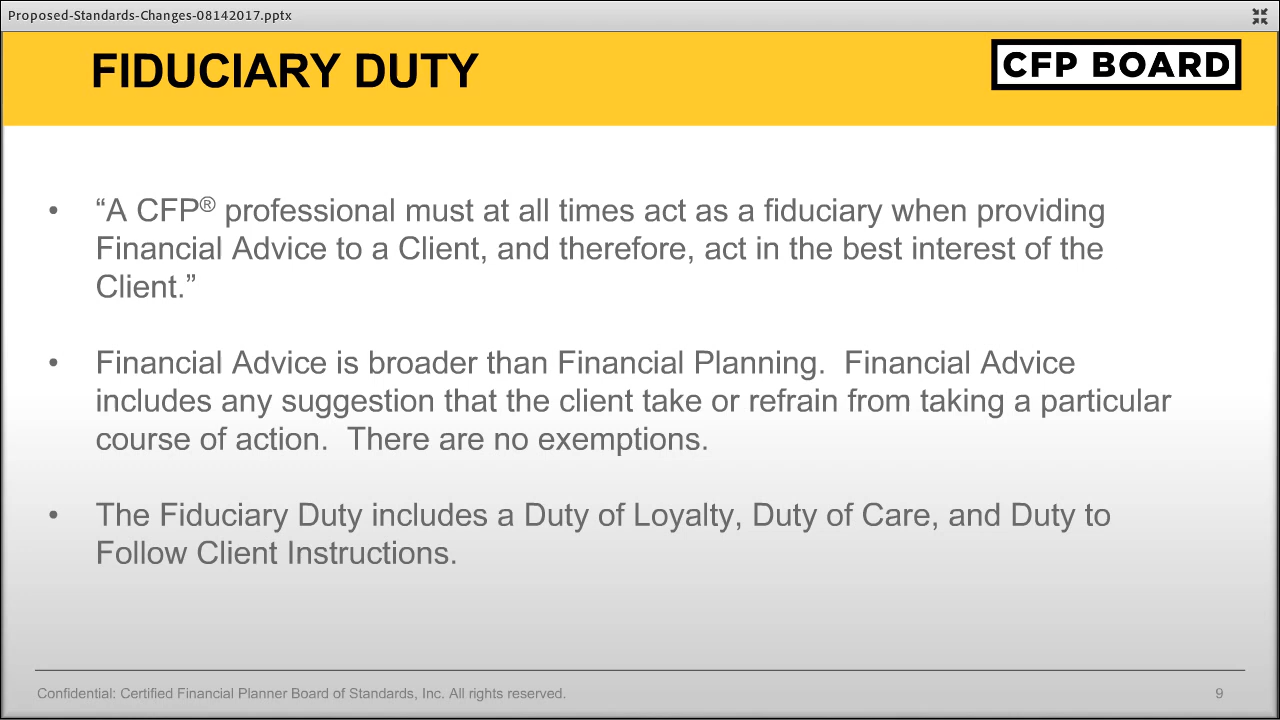 Proposed-Standards-Changes-08142017.pptx
FIDUCIARY DUTY
CFP BOARD
• “A CFP® professional must at all times act as a fiduciary when providing
Financial Advice to a Client, and therefore, act in the best interest of the
Client.”
• Financial Advice is broader than Financial Planning.  Financial Advice
includes any suggestion that the client take or refrain from taking a particular
course of action.  There are no exemptions.
• The Fiduciary Duty includes a Duty of Loyalty, Duty of Care, and Duty to
Follow Client Instructions.
Confidential: Certified Financial Planner Board of Standards, Inc. All rights reserved.
9